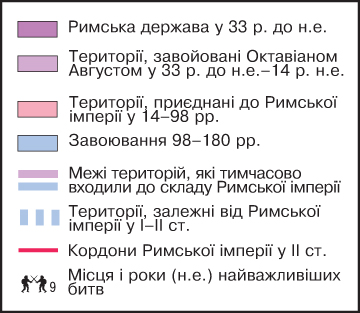 Римська держава у 33 р. до н.е.
Території, завойовані Октавіаном
Августом у 33 р. до н.е.–14 р. н.е.
Території, приєднані до Римської
імперії у 14–98 рр.
Завоювання 98–180 рр.
Межі територій, які тимчасово
входили до складу Римської імперії
Території, залежні від Римської
імперії у I–II ст.
Кордони Римської імперії у II ст.
9 Місця і роки (н.е.) найважливіших
битв